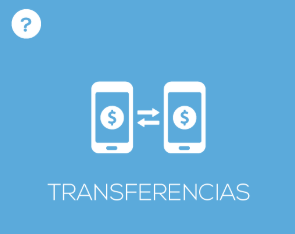 ?
$ $
TRANSFERENCIAS